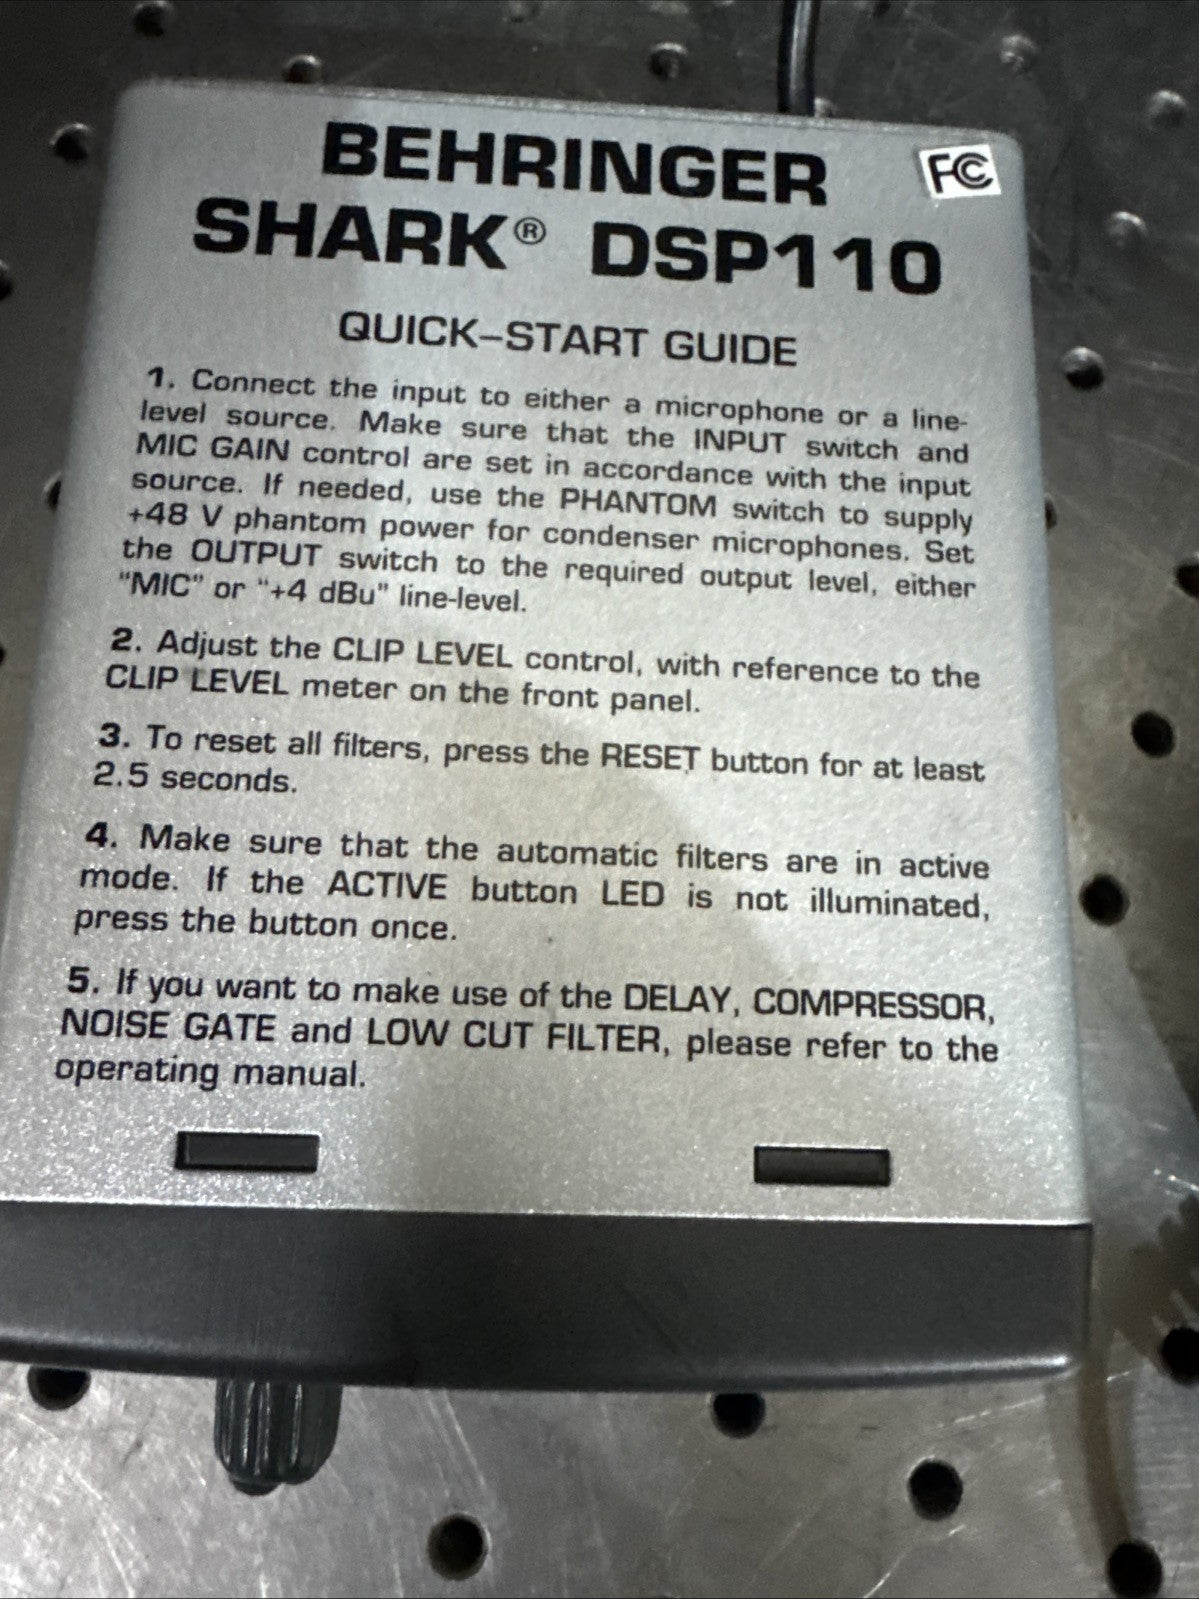 BEHRINGER
FC
SHARK® DSP110
QUICK–START GUIDE
1. Connect the input to either a microphone or a line-
level source. Make sure that the INPUT switch and
MIC GAIN control are set in accordance with the input
source. If needed, use the PHANTOM switch to supply
+48 V phantom power for condenser microphones. Set
the OUTPUT switch to the required output level, either
"MIC" or "+4 dBu" line-level.
2. Adjust the CLIP LEVEL control, with reference to the
CLIP LEVEL meter on the front panel.
3. To reset all filters, press the RESET button for at least
2.5 seconds.
4. Make sure that the automatic filters are in active
mode. If the ACTIVE button LED is not illuminated,
press the button once.
5. If you want to make use of the DELAY, COMPRESSOR,
NOISE GATE and LOW CUT FILTER, please refer to the
operating manual.